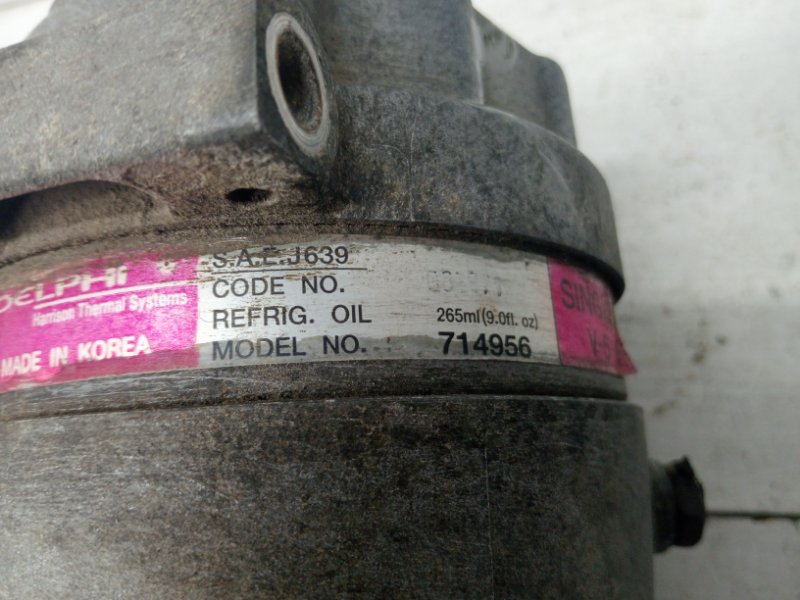 DELPHI
Harrison Thermal Systems
MADE IN KOREA
S.A.E.J639
CODE NO.
REFRIG. OIL 265ml(9.0fl. oz)
MODEL NO. 714956